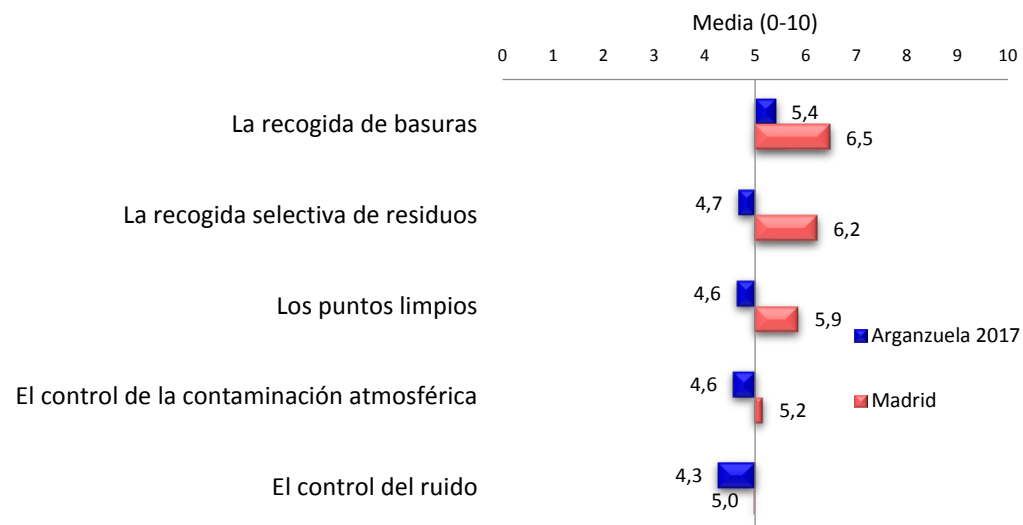 Media (0-10)
0 1 2 3 4 5 6 7 8 9 10
La recogida de basuras
5,4
6,5
La recogida selectiva de residuos
4,7
6,2
Los puntos limpios
4,6
5,9
Arganzuela 2017
El control de la contaminación atmosférica
4,6
5,2
Madrid
El control del ruido
4,3
5,0